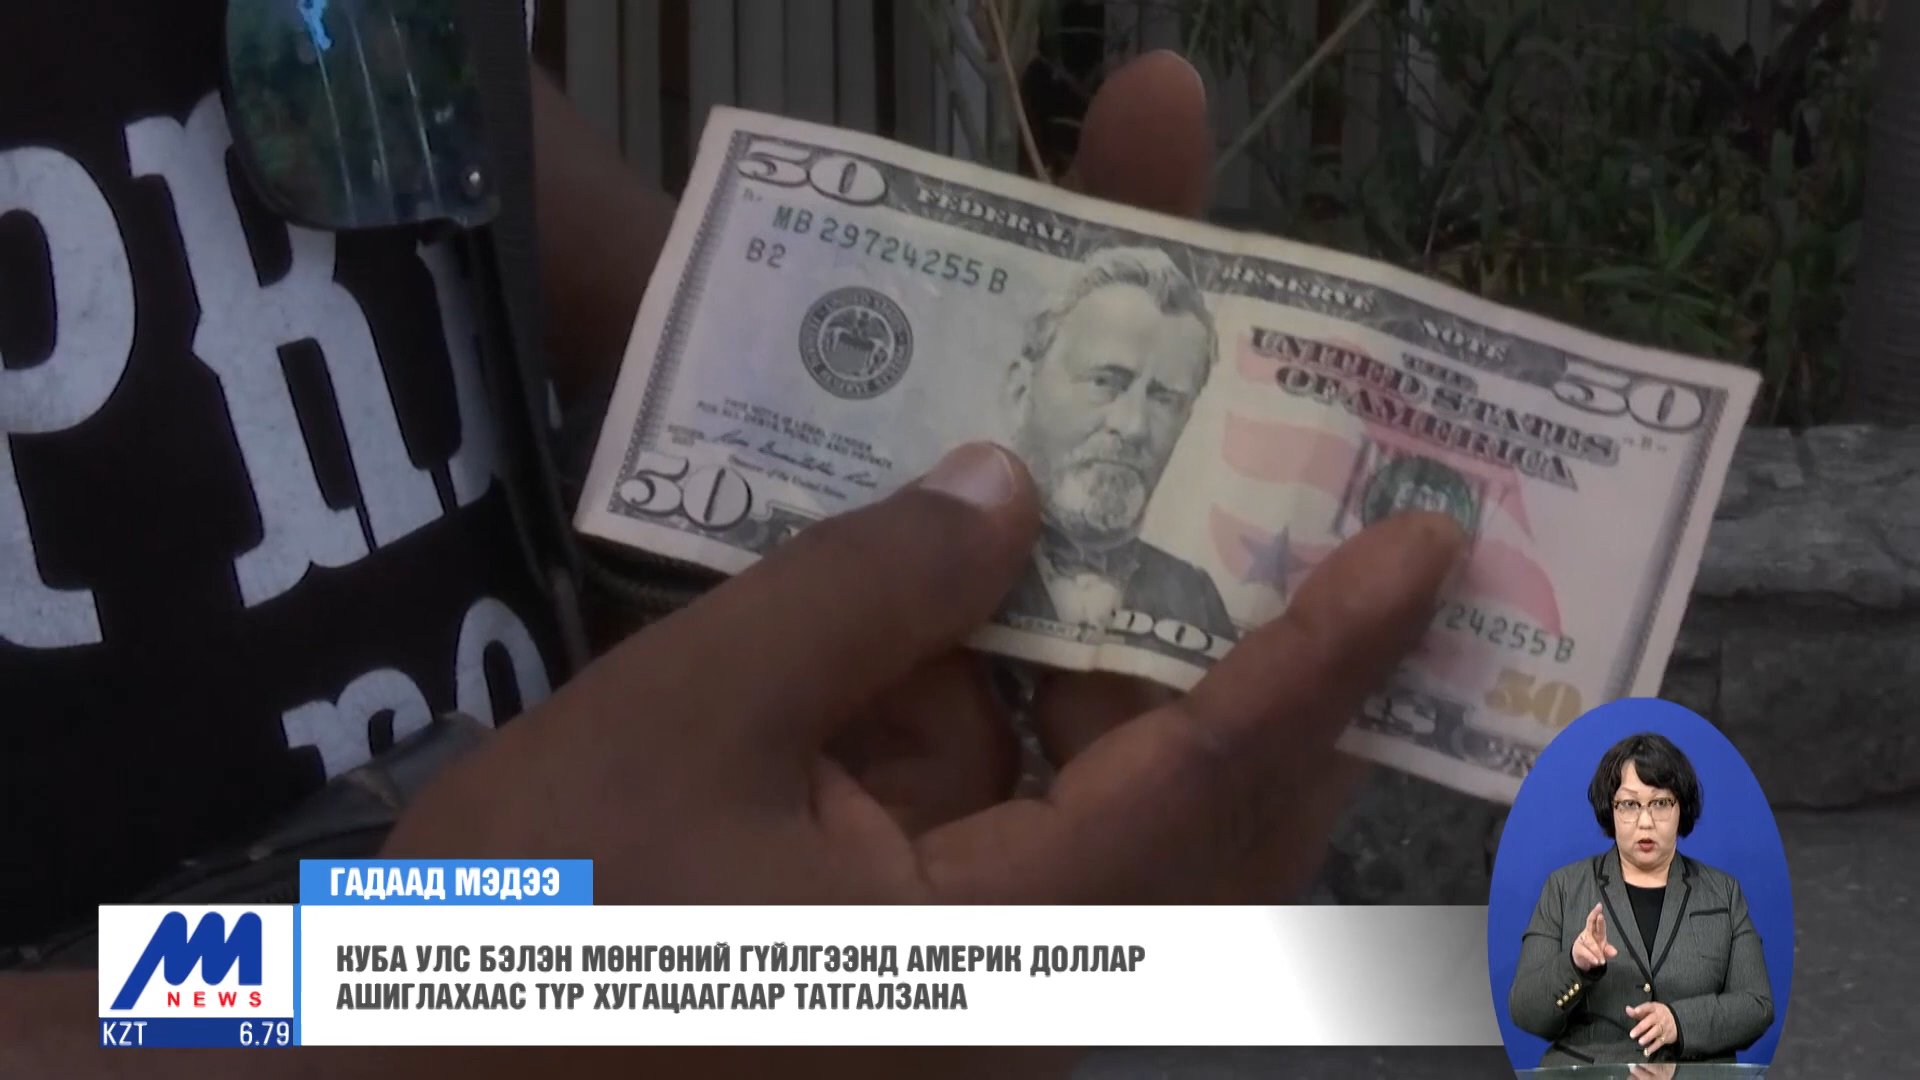 50 FEDERAL RESERVE NOTE 50
MB 29724255 B
B2
THE
UNITED STATES
OF AMERICA
50
50
24255 B
50
ГАДААД МЭДЭЭ
КУБА УЛС БЭЛЭН МӨНГӨНИЙ ГҮЙЛГЭЭНД АМЕРИК ДОЛЛАР
АШИГЛАХААС ТҮР ХУГАЦААГААР ТАТГАЛЗАНА
NEWS
KZT 6.79